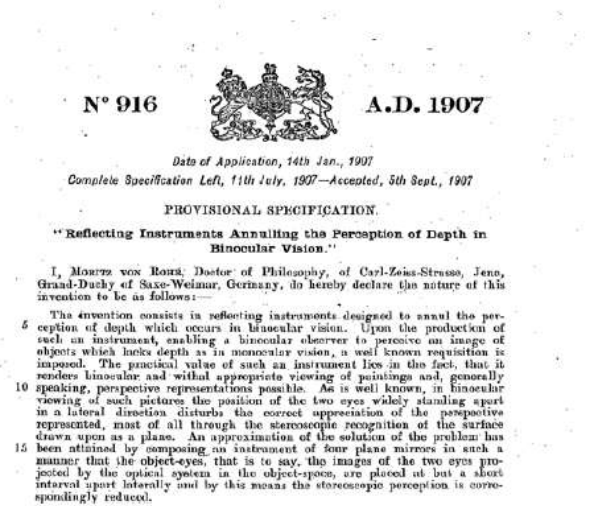 Nº 916
A.D. 1907
Date of Application, 14th Jan., 1907
Complete Specification Left, 11th July, 1907—Accepted, 5th Sept., 1907
PROVISIONAL SPECIFICATION.
"Reflecting Instruments Annulling the Perception of Depth in
Binocular Vision."
I, MORITZ VON ROHR, Doctor of Philosophy, of Carl-Zeiss-Strasse, Jena,
Grand-Duchy of Saxe-Weimar, Germany, do hereby declare the nature of this
invention to be as follows:—
The invention consists in reflecting instruments designed to annul the per-
5 ception of depth which occurs in binocular vision. Upon the production of
such an instrument, enabling a binocular observer to perceive an image of
objects which lacks depth as in monocular vision, a well known requisition is
imposed. The practical value of such an instrument lies in the fact, that it
renders binocular and withal appropriate viewing of paintings and, generally
10 speaking, perspective representations possible. As is well known, in binocular
viewing of such pictures the position of the two eyes widely standing apart
in a lateral direction disturbs the correct appreciation of the perspective
represented, most of all through the stereoscopic recognition of the surface
drawn upon as a plane. An approximation of the solution of the problem has
15 been attained by composing an instrument of four plane mirrors in such a
manner that the object-eyes, that is to say, the images of the two eyes pro-
jected by the optical system in the object-space, are placed at but a short
interval apart laterally and by this means the stereoscopic perception is corre-
spondingly reduced.